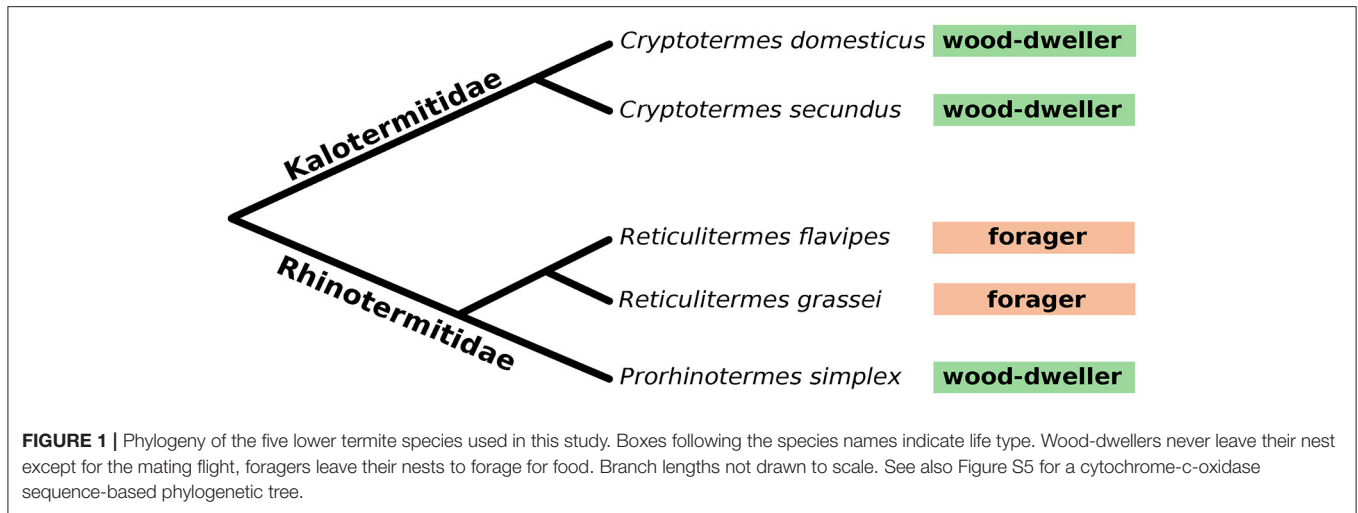 Cryptotermes domesticus wood-dweller
Kalotermitidae
Cryptotermes secundus wood-dweller
Reticulitermes flavipes forager
Rhinotermitidae
Reticulitermes grassei forager
Prorhinotermes simplex wood-dweller
FIGURE 1 | Phylogeny of the five lower termite species used in this study. Boxes following the species names indicate life type. Wood-dwellers never leave their nest
except for the mating flight, foragers leave their nests to forage for food. Branch lengths not drawn to scale. See also Figure S5 for a cytochrome-c-oxidase
sequence-based phylogenetic tree.